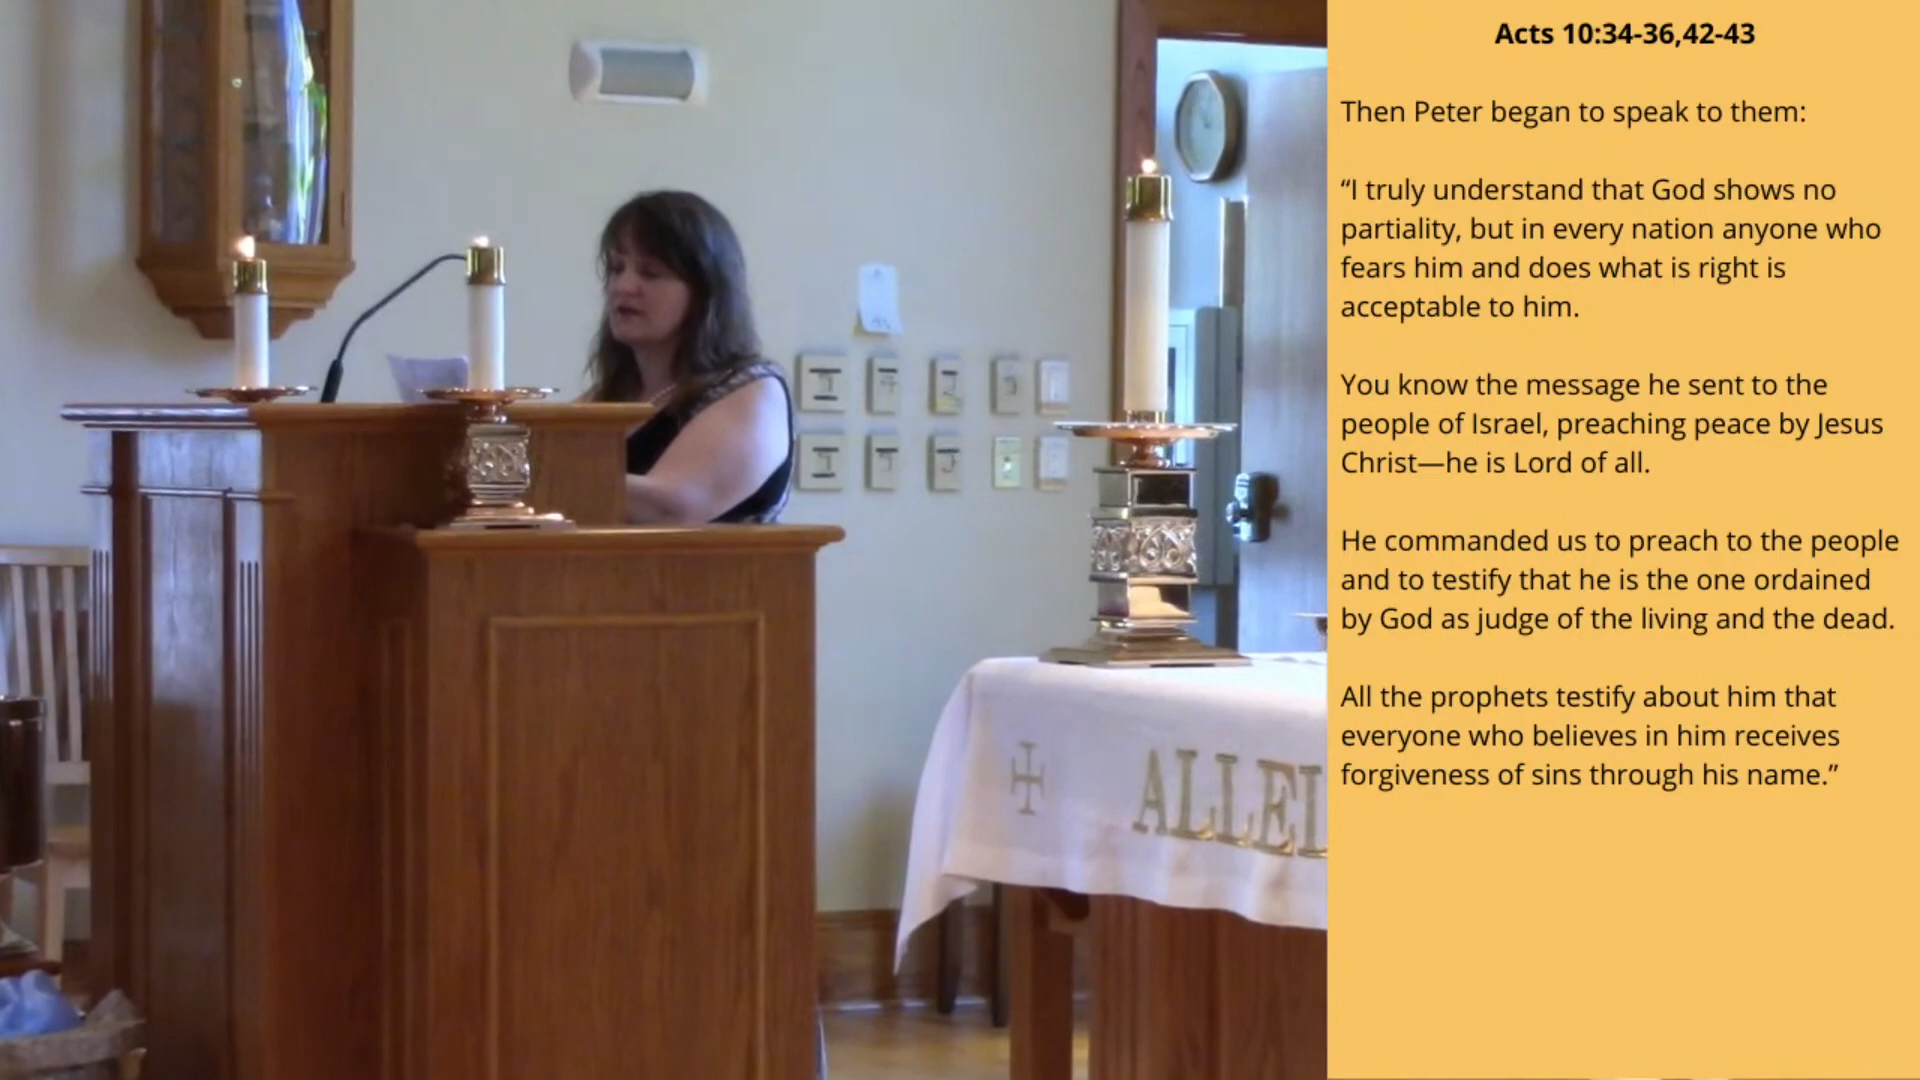 Acts 10:34-36,42-43
Then Peter began to speak to them:
“I truly understand that God shows no
partiality, but in every nation anyone who
fears him and does what is right is
acceptable to him.
You know the message he sent to the
people of Israel, preaching peace by Jesus
Christ—he is Lord of all.
He commanded us to preach to the people
and to testify that he is the one ordained
by God as judge of the living and the dead.
All the prophets testify about him that
everyone who believes in him receives
forgiveness of sins through his name.”
ALLEL